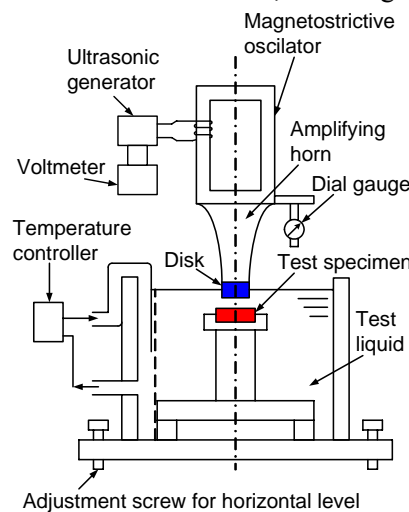 Magnetostrictive
oscilator
Ultrasonic
generator
Amplifying
horn
Voltmeter
Dial gauge
Temperature
controller
Disk
Test specimen
Test
liquid
Adjustment screw for horizontal level